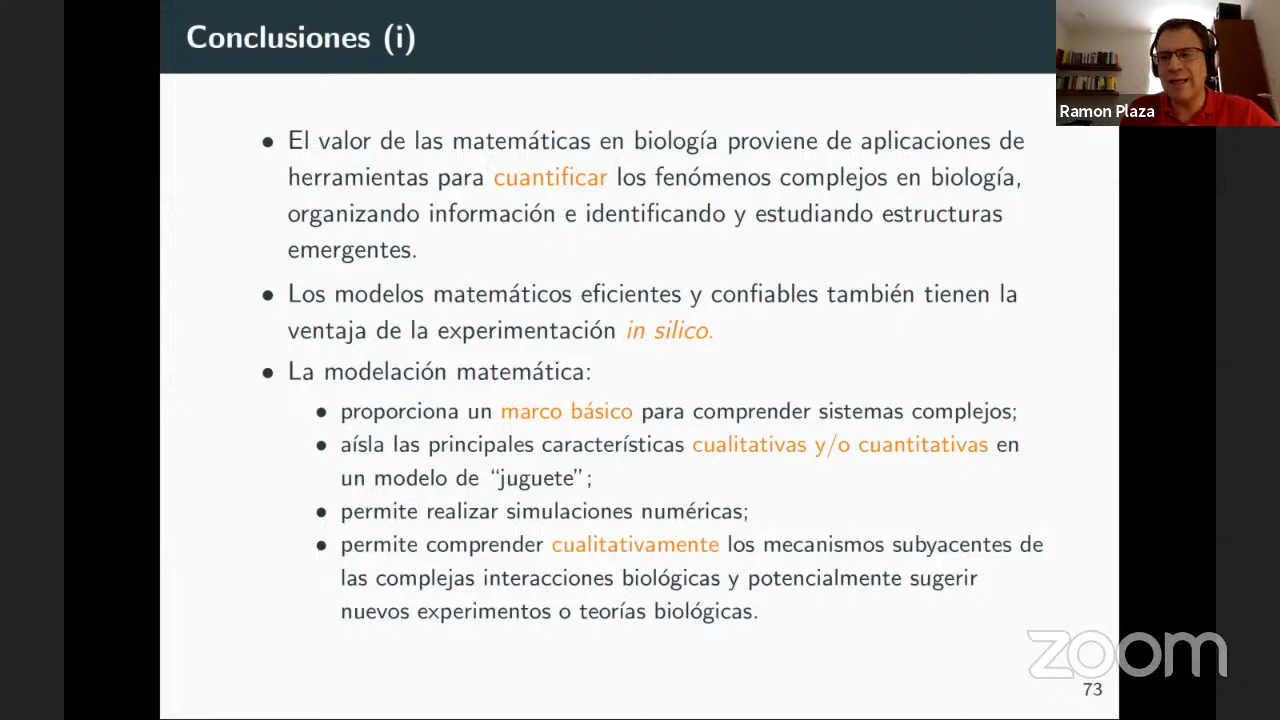 Conclusiones (i)
Ramon Plaza
• El valor de las matemáticas en biología proviene de aplicaciones de
herramientas para cuantificar los fenómenos complejos en biología,
organizando información e identificando y estudiando estructuras
emergentes.
• Los modelos matemáticos eficientes y confiables también tienen la
ventaja de la experimentación in silico.
• La modelación matemática:
• proporciona un marco básico para comprender sistemas complejos;
• aísla las principales características cualitativas y/o cuantitativas en
un modelo de “juguete”;
• permite realizar simulaciones numéricas;
• permite comprender cualitativamente los mecanismos subyacentes de
las complejas interacciones biológicas y potencialmente sugerir
nuevos experimentos o teorías biológicas.
zoom
73